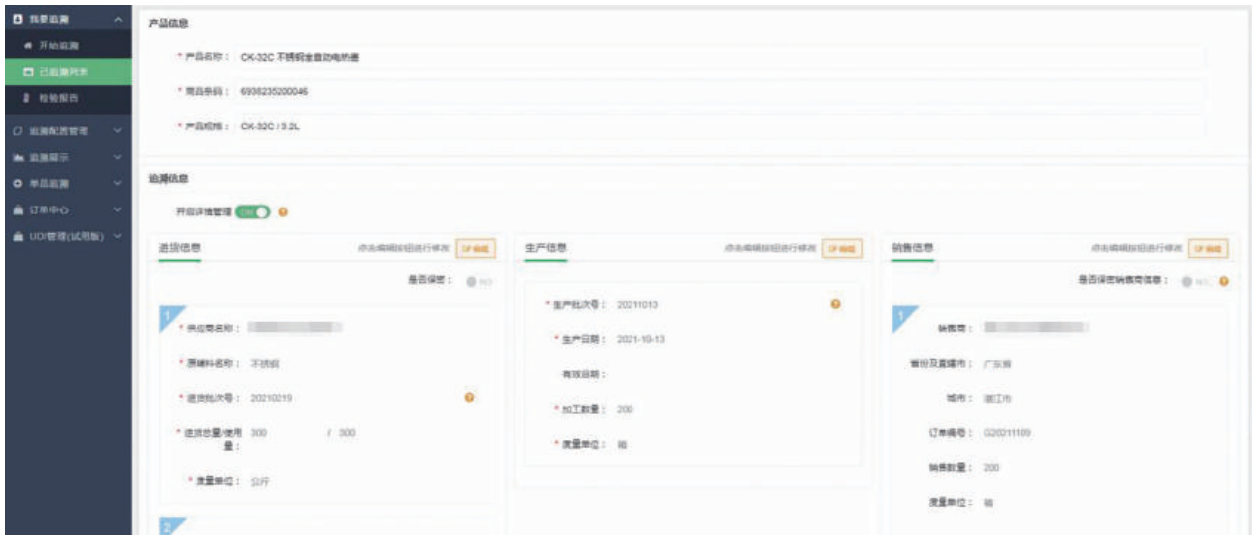 我要追溯
开始追溯
已追溯列表
检验报告
追溯配置管理
追溯展示
单品追溯
订单中心
UDI管理(试用版)
产品信息
* 产品名称： CK-32C 不锈钢全自动电热壶
* 商品条码： 6938235200046
* 产品规格： CK-32C / 3.2L
追溯信息
开启详情管理 ON
进货信息 点击编辑按钮进行修改 编辑
是否保密： NO
1
* 供应商名称：
* 原辅料名称： 不锈钢
* 进货批次号： 20210219
* 进货总量/使用量： 300 / 300
* 度量单位： 公斤
2
生产信息 点击编辑按钮进行修改 编辑
* 生产批次号： 20211013
* 生产日期： 2021-10-13
有效日期：
* 加工数量： 200
* 度量单位： 箱
销售信息 点击编辑按钮进行修改 编辑
是否保密销售商信息： NO
1
销售商：
省份及直辖市： 广东省
城市： 湛江市
订单编号： G20211109
销售数量： 200
度量单位： 箱